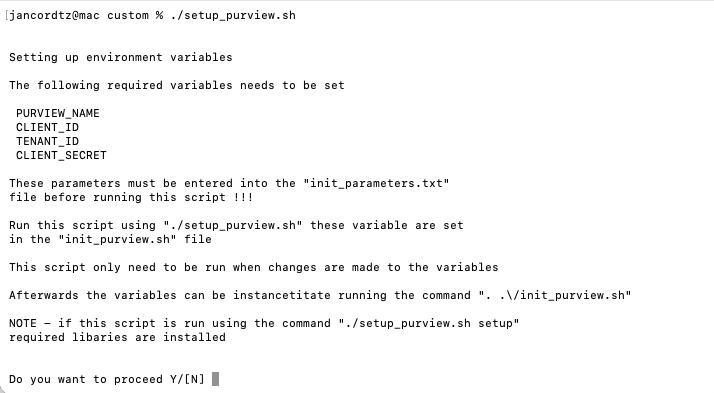 [jancordtz@mac custom % ./setup_purview.sh
Setting up environment variables
The following required variables needs to be set
PURVIEW_NAME
CLIENT_ID
TENANT_ID
CLIENT_SECRET
These parameters must be entered into the "init_parameters.txt"
file before running this script !!!
Run this script using "./setup_purview.sh" these variable are set
in the "init_purview.sh" file
This script only need to be run when changes are made to the variables
Afterwards the variables can be instancetitate running the command ". .\/init_purview.sh"
NOTE – if this script is run using the command "./setup_purview.sh setup"
required libaries are installed
Do you want to proceed Y/[N]